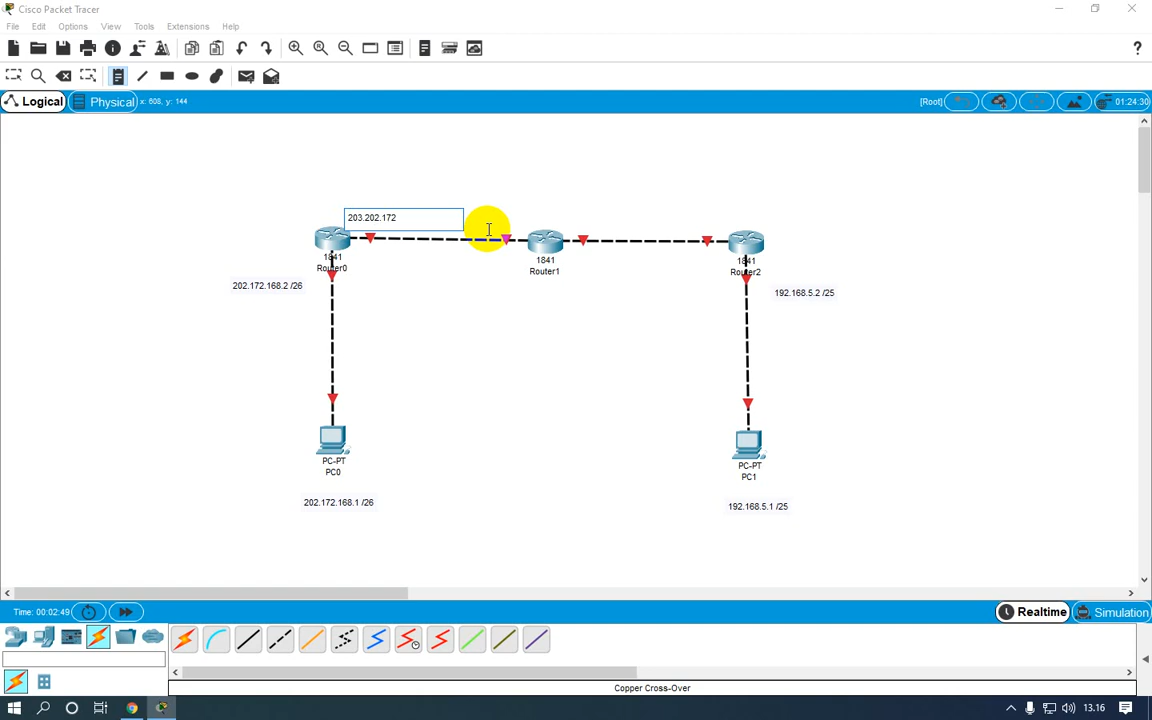 Cisco Packet Tracer
File Edit Options View Tools Extensions Help
?
Logical Physical x: 608, y: 144 [Root] 01:24:30
203.202.172
1841
Router0
1841
Router1
1841
Router2
202.172.168.2 /26
192.168.5.2 /25
PC-PT
PC0
PC-PT
PC1
202.172.168.1 /26
192.168.5.1 /25
Time: 00:02:49 Realtime Simulation
Copper Cross-Over
13.16